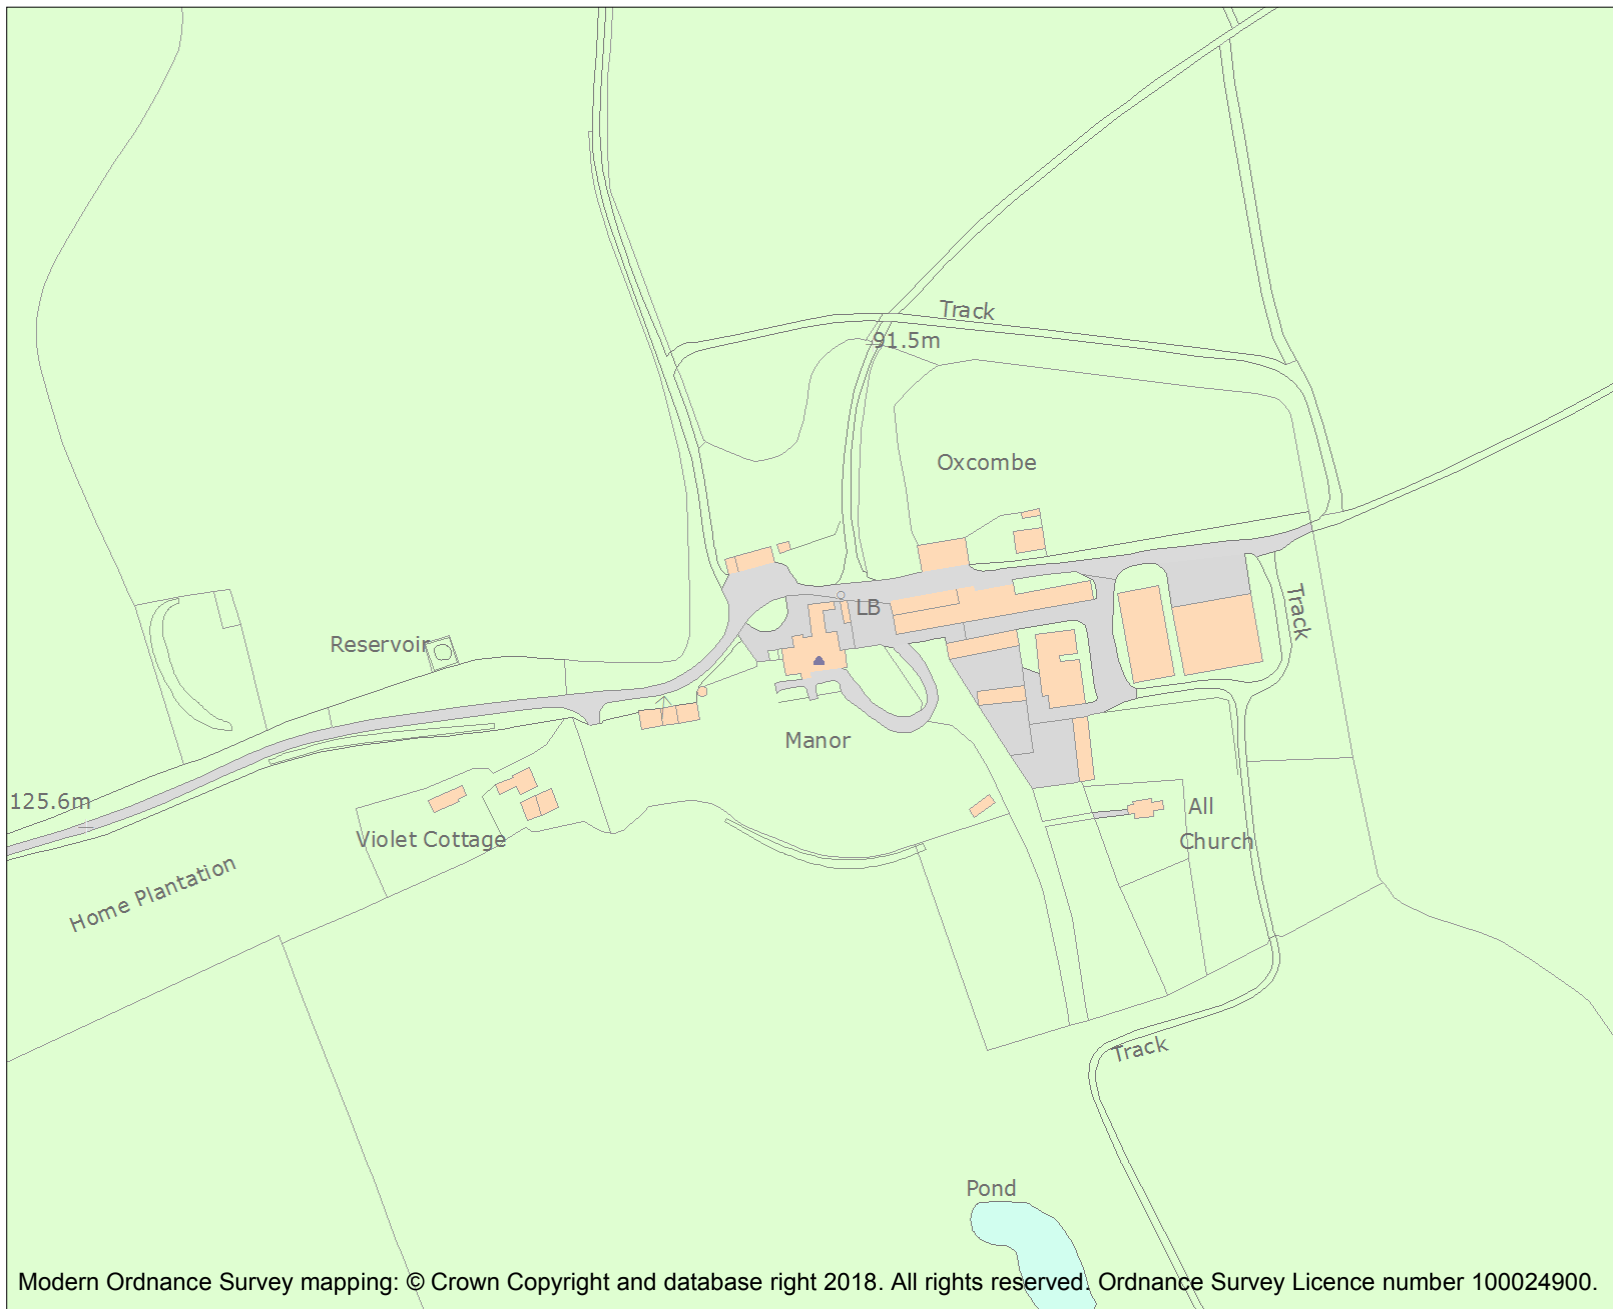 Track
91.5m
Oxcombe
Track
LB
Reservoir
Manor
125.6m
All
Church
Violet Cottage
Home Plantation
Track
Pond
Modern Ordnance Survey mapping: © Crown Copyright and database right 2018. All rights reserved. Ordnance Survey Licence number 100024900.